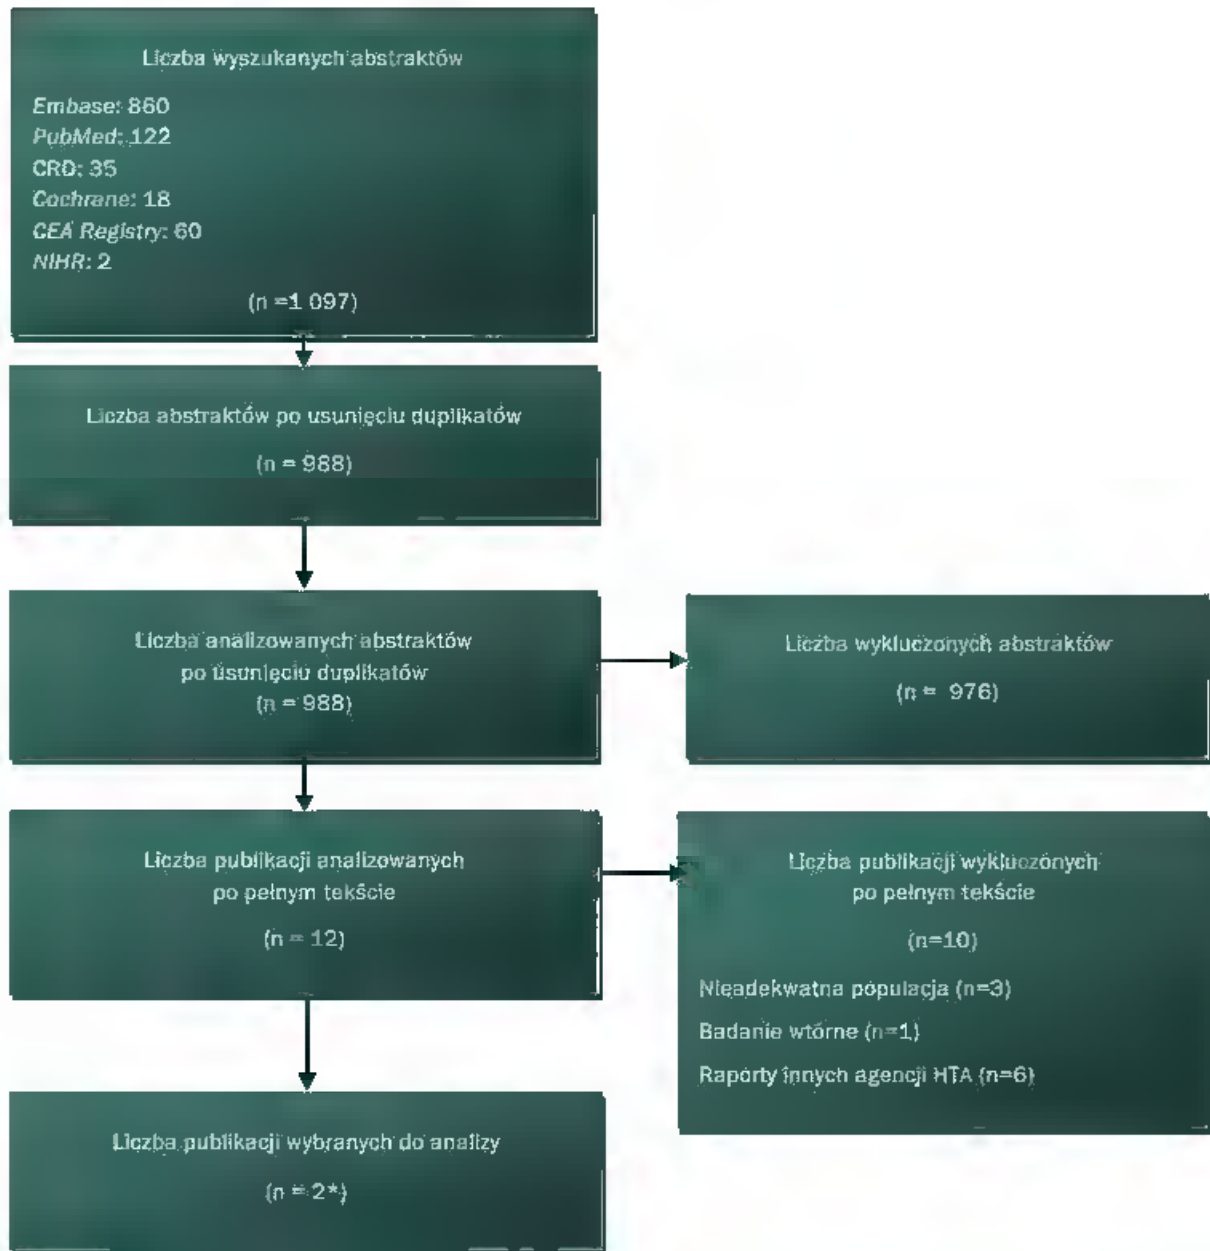 Liczba wyszukanych abstraktów
Embase: 860
PubMed: 122
CRD: 35
Cochrane: 18
CEA Registry: 60
NIHR: 2
(n =1 097)
Liczba abstraktów po usunięciu duplikatów
(n = 988)
Liczba analizowanych abstraktów
po usunięciu duplikatów
(n = 988)
Liczba wykluczonych abstraktów
(n = 976)
Liczba publikacji analizowanych
po pełnym tekście
(n = 12)
Liczba publikacji wykluczonych
po pełnym tekście
(n=10)
Nieadekwatna populacja (n=3)
Badanie wtórne (n=1)
Raporty innych agencji HTA (n=6)
Liczba publikacji wybranych do analizy
(n = 2*)